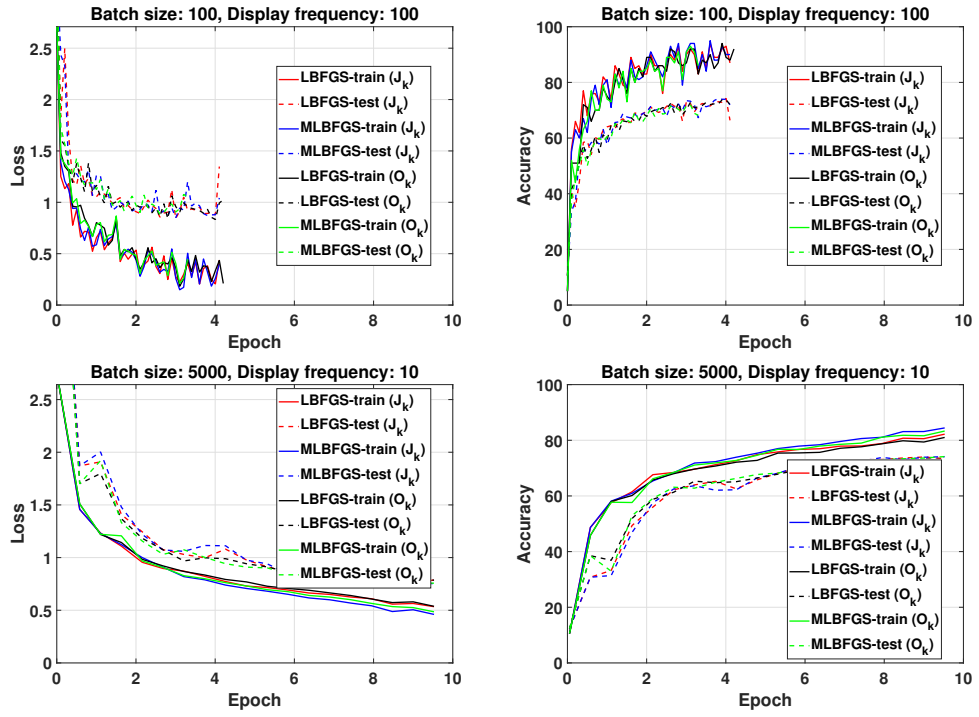 Batch size: 100, Display frequency: 100
2.5
2
1.5
1
0.5
0
Loss
0
2
4
6
8
10
Epoch
LBFGS-train (J_k)
LBFGS-test (J_k)
MLBFGS-train (J_k)
MLBFGS-test (J_k)
LBFGS-train (O_k)
LBFGS-test (O_k)
MLBFGS-train (O_k)
MLBFGS-test (O_k)
Batch size: 100, Display frequency: 100
100
80
60
40
20
0
Accuracy
0
2
4
6
8
10
Epoch
LBFGS-train (J_k)
LBFGS-test (J_k)
MLBFGS-train (J_k)
MLBFGS-test (J_k)
LBFGS-train (O_k)
LBFGS-test (O_k)
MLBFGS-train (O_k)
MLBFGS-test (O_k)
Batch size: 5000, Display frequency: 10
2.5
2
1.5
1
0.5
0
Loss
0
2
4
6
8
10
Epoch
LBFGS-train (J_k)
LBFGS-test (J_k)
MLBFGS-train (J_k)
MLBFGS-test (J_k)
LBFGS-train (O_k)
LBFGS-test (O_k)
MLBFGS-train (O_k)
MLBFGS-test (O_k)
Batch size: 5000, Display frequency: 10
100
80
60
40
20
0
Accuracy
0
2
4
6
8
10
Epoch
LBFGS-train (J_k)
LBFGS-test (J_k)
MLBFGS-train (J_k)
MLBFGS-test (J_k)
LBFGS-train (O_k)
LBFGS-test (O_k)
MLBFGS-train (O_k)
MLBFGS-test (O_k)